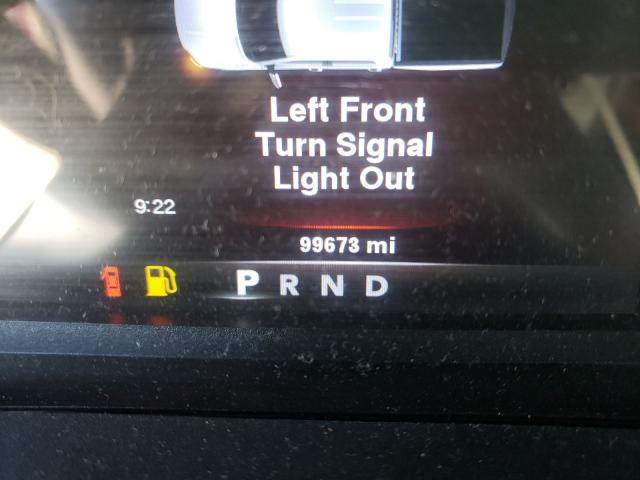 Left Front
Turn Signal
Light Out
9:22
99673 mi
P R N D